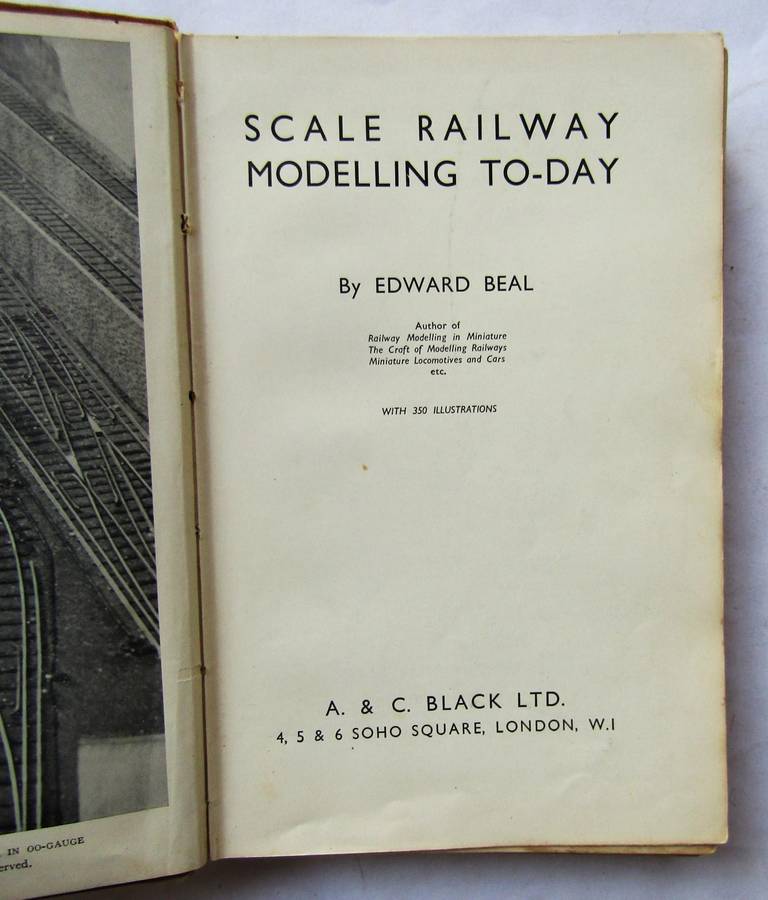 IN OO-GAUGE
SCALE RAILWAY
MODELLING TO-DAY
By EDWARD BEAL
Author of
Railway Modelling in Miniature
The Craft of Modelling Railways
Miniature Locomotives and Cars
etc.
WITH 350 ILLUSTRATIONS
A. & C. BLACK LTD.
4, 5 & 6 SOHO SQUARE, LONDON, W.1